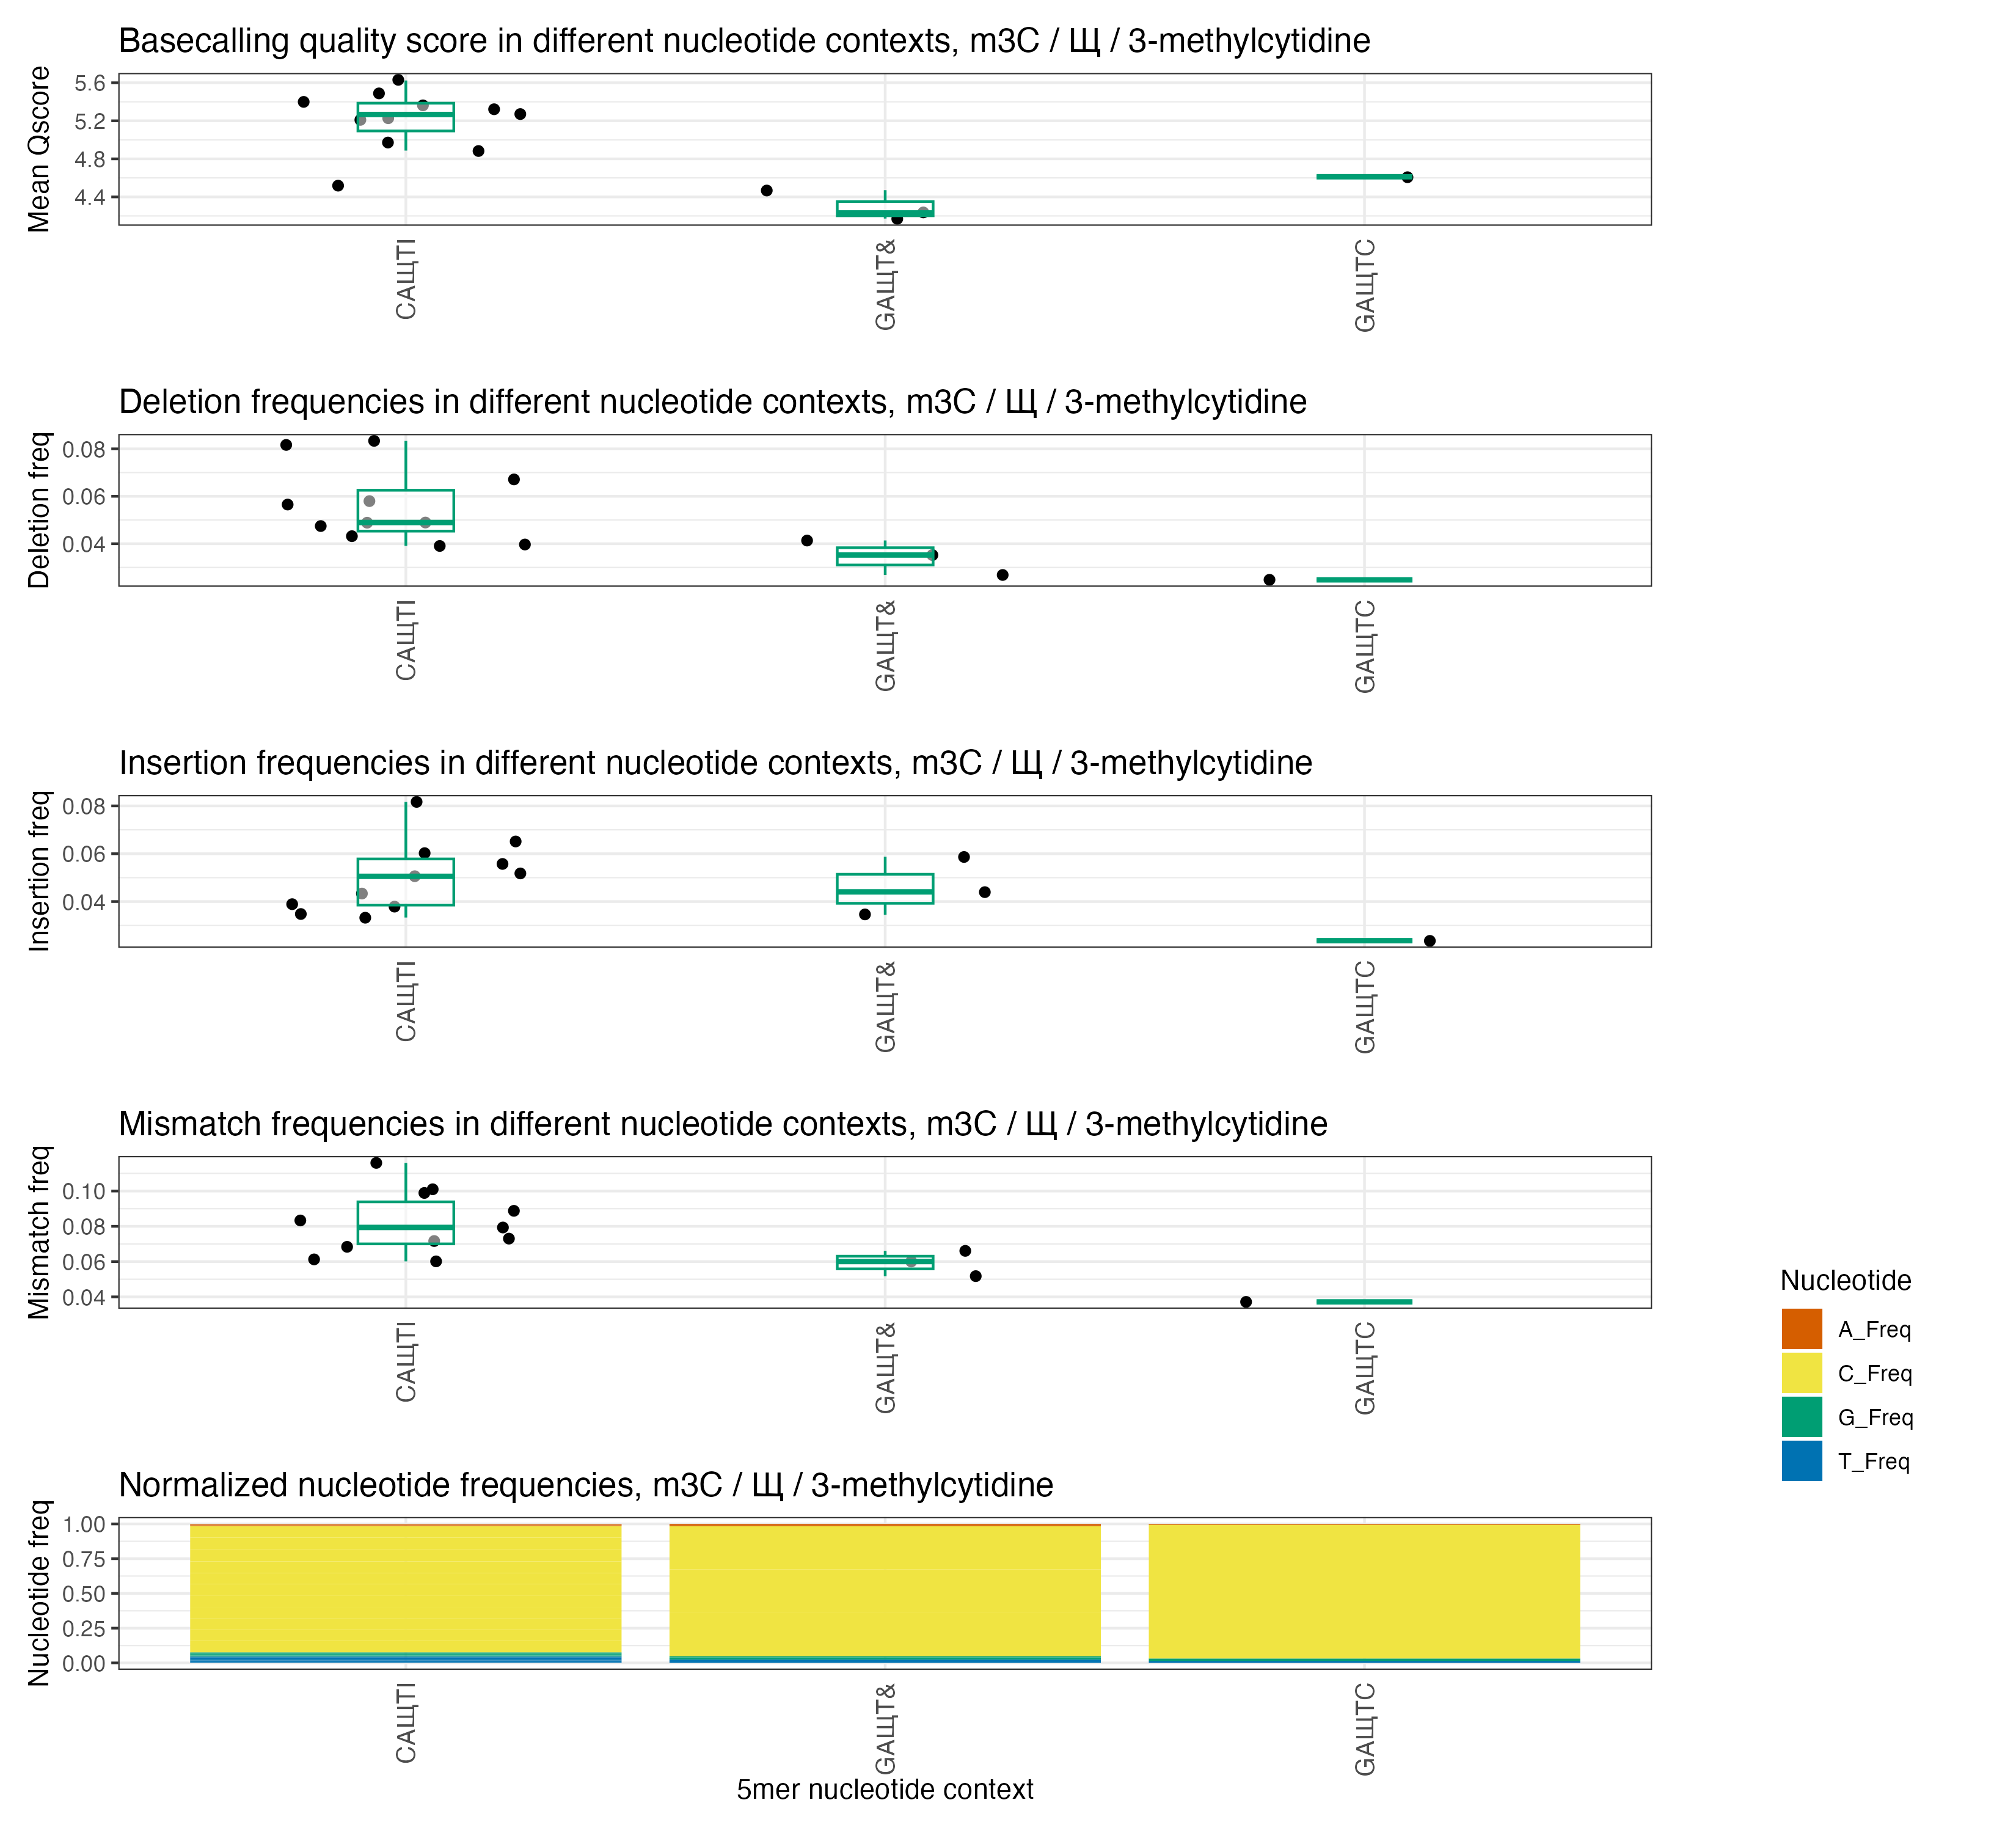 Basecalling quality score in different nucleotide contexts, m3C / Щ / 3-methylcytidine
Mean Qscore
5.6
5.2
4.8
4.4
CAЩTI
GAЩT&
GAЩTC
Deletion frequencies in different nucleotide contexts, m3C / Щ / 3-methylcytidine
Deletion freq
0.08
0.06
0.04
CAЩTI
GAЩT&
GAЩTC
Insertion frequencies in different nucleotide contexts, m3C / Щ / 3-methylcytidine
Insertion freq
0.08
0.06
0.04
CAЩTI
GAЩT&
GAЩTC
Mismatch frequencies in different nucleotide contexts, m3C / Щ / 3-methylcytidine
Mismatch freq
0.10
0.08
0.06
0.04
CAЩTI
GAЩT&
GAЩTC
Nucleotide
A_Freq
C_Freq
G_Freq
T_Freq
Normalized nucleotide frequencies, m3C / Щ / 3-methylcytidine
Nucleotide freq
1.00
0.75
0.50
0.25
0.00
CAЩTI
GAЩT&
GAЩTC
5mer nucleotide context